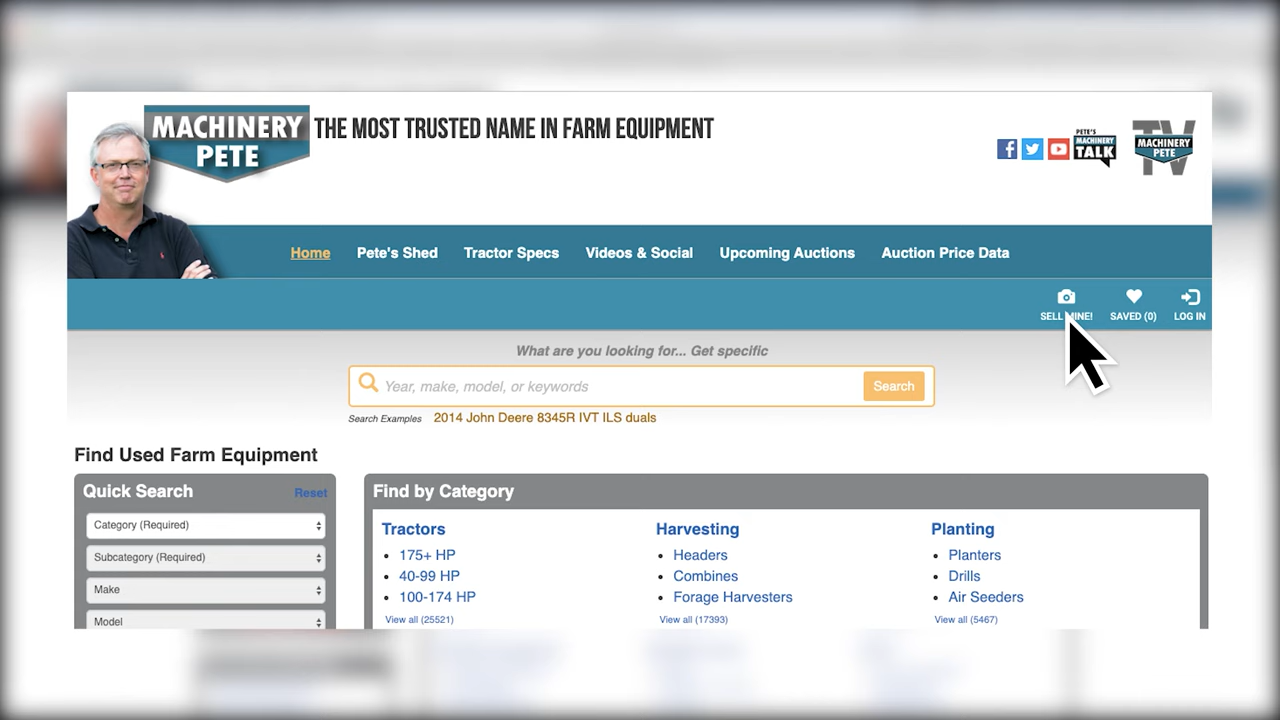 MACHINERY
PETE
THE MOST TRUSTED NAME IN FARM EQUIPMENT
f
PETE'S
MACHINERY
TALK
TV
MACHINERY
PETE
Home Pete's Shed Tractor Specs Videos & Social Upcoming Auctions Auction Price Data
SELL MINE! SAVED (0) LOG IN
What are you looking for... Get specific
Year, make, model, or keywords Search
Search Examples 2014 John Deere 8345R IVT ILS duals
Find Used Farm Equipment
Quick Search Reset
Category (Required)
Subcategory (Required)
Make
Model
Find by Category
Tractors
175+ HP
40-99 HP
100-174 HP
View all (25521)
Harvesting
Headers
Combines
Forage Harvesters
View all (17393)
Planting
Planters
Drills
Air Seeders
View all (5467)